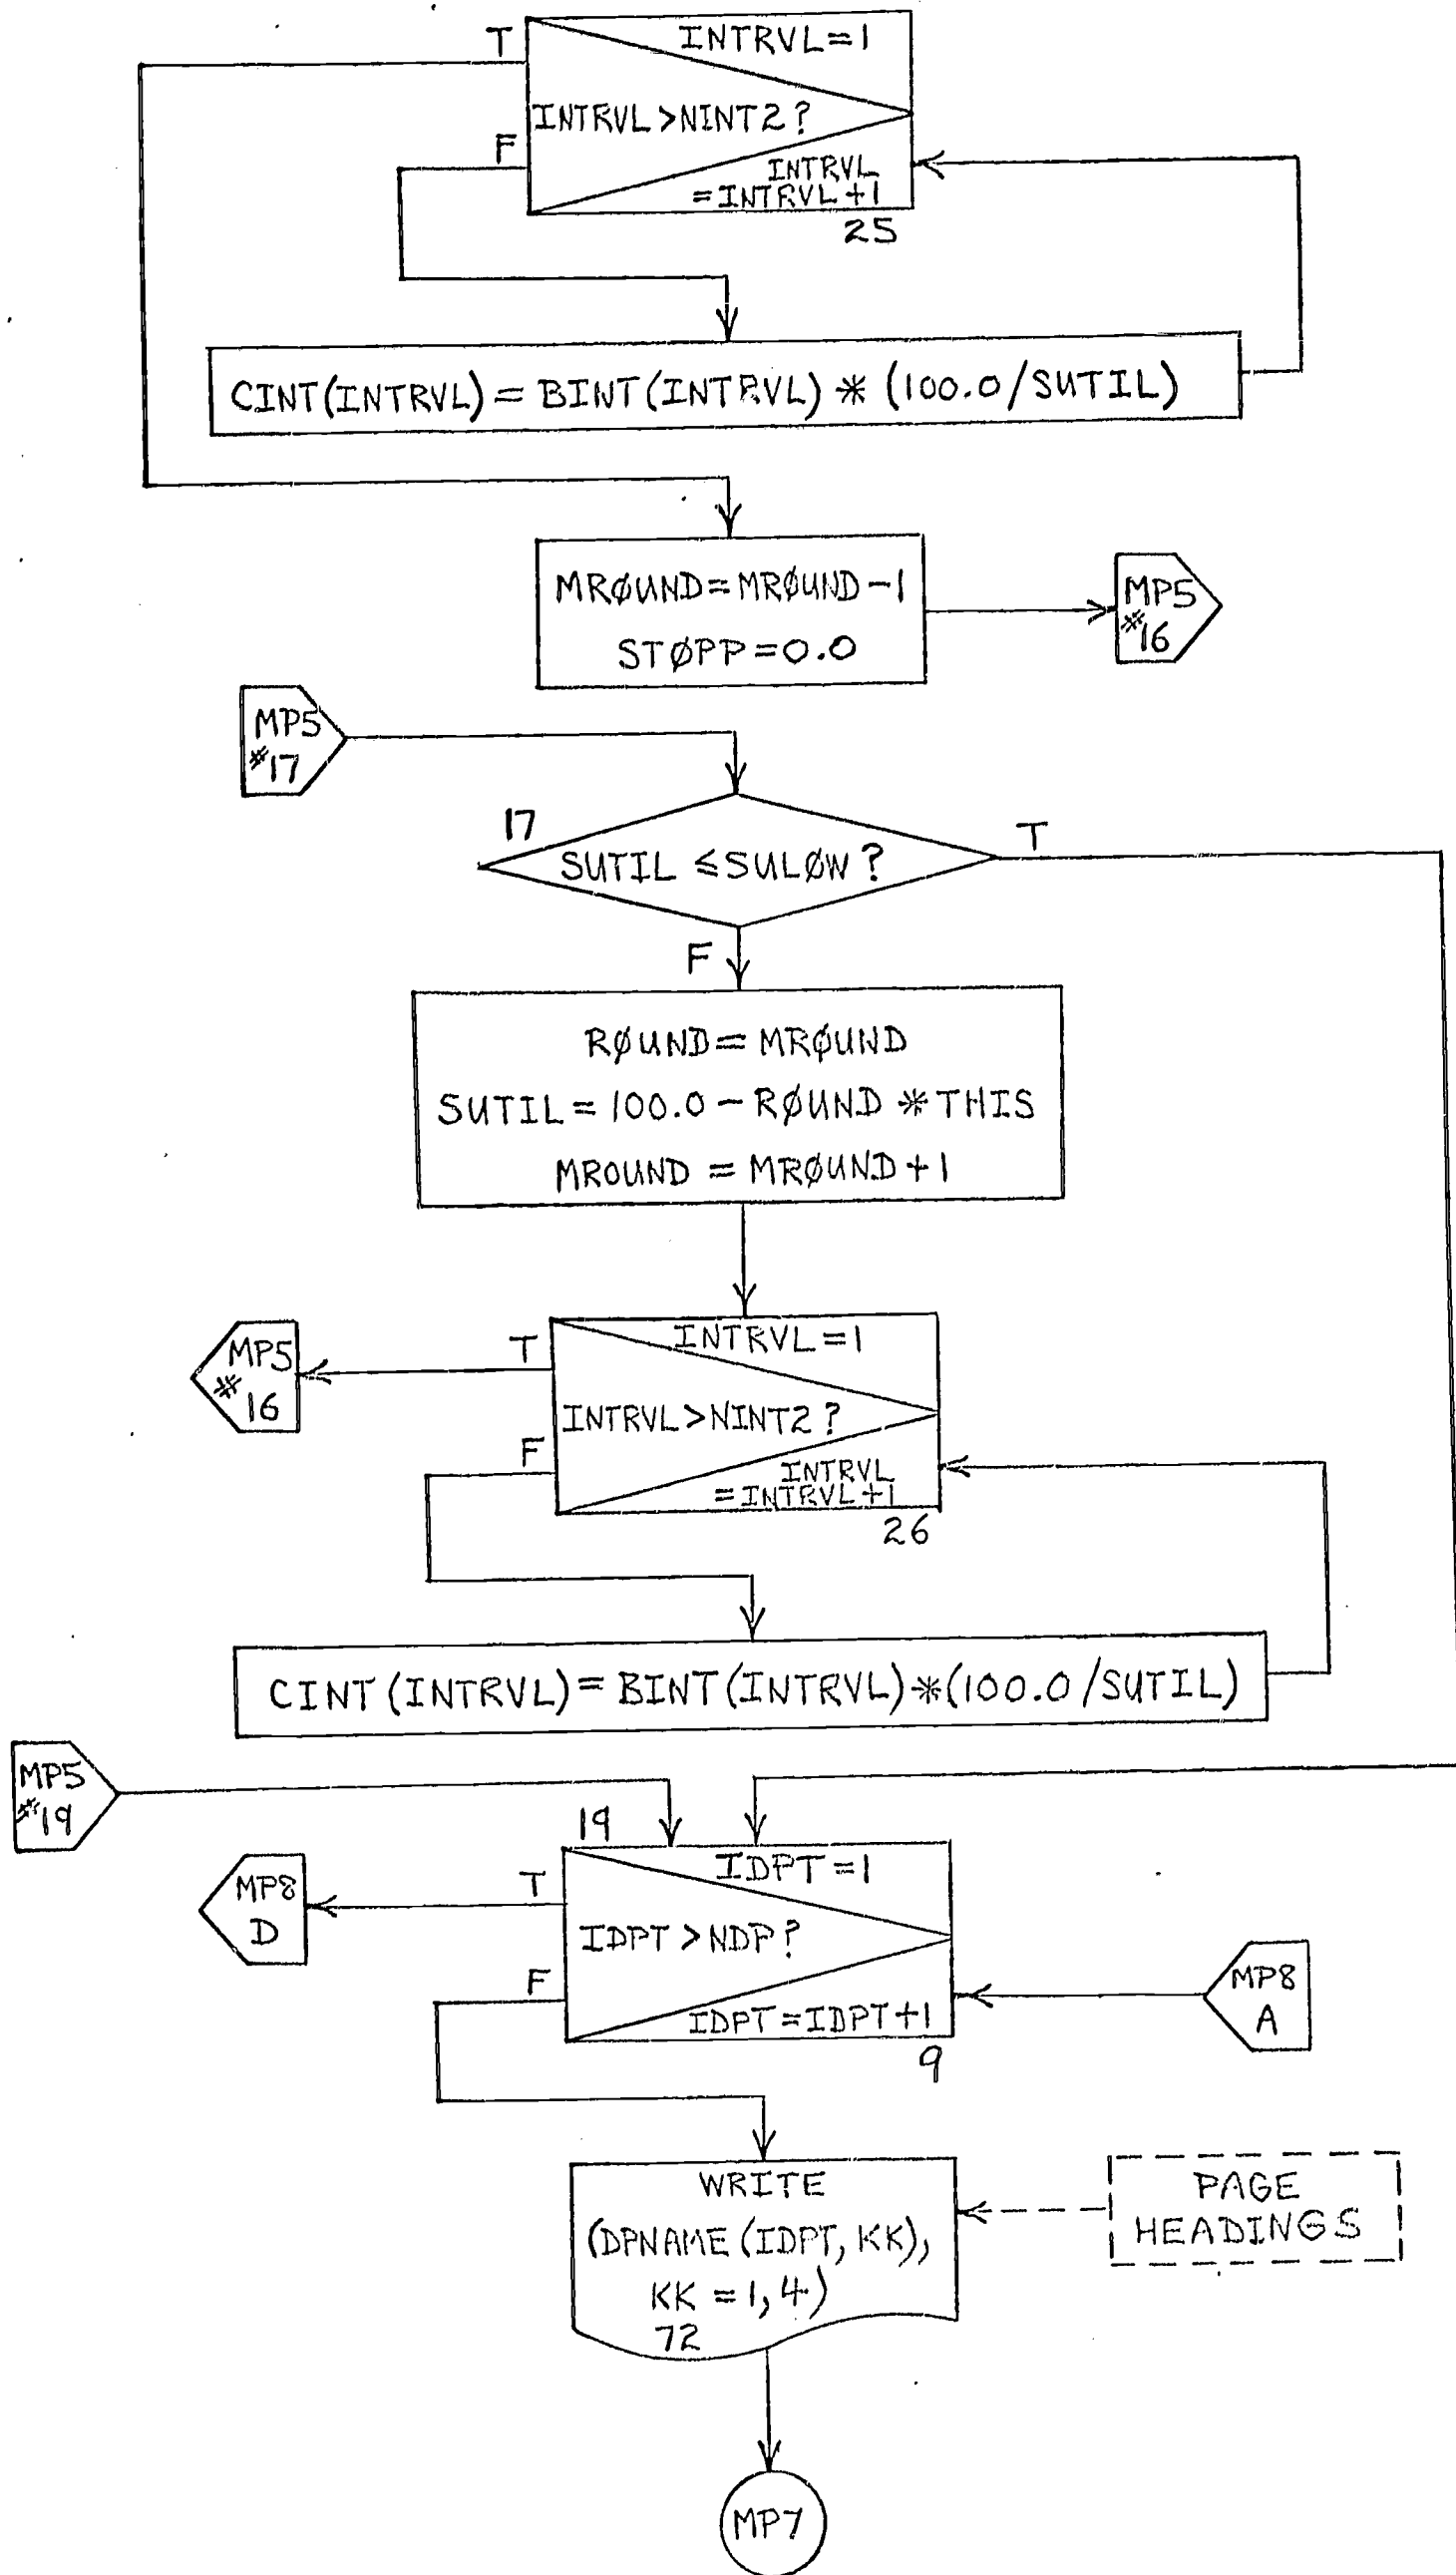 T
INTRVL=1
INTRVL>NINT2?
F
INTRVL
=INTRVL+1
25
CINT(INTRVL)=BINT(INTRVL)*(100.0/SUTIL)
MRØUND=MRØUND-1
STØPP=0.0
MP5
#16
MP5
#17
17
SUTIL≤SULØW?
T
F
RØUND=MRØUND
SUTIL=100.0-RØUND*THIS
MROUND=MRØUND+1
MP5
#
16
T
INTRVL=1
INTRVL>NINT2?
F
INTRVL
=INTRVL+1
26
CINT(INTRVL)=BINT(INTRVL)*(100.0/SUTIL)
MP5
#19
19
MP8
D
T
IDPT=1
IDPT>NDP?
F
IDPT=IDPT+1
9
MP8
A
WRITE
(DPNAME(IDPT,KK),
KK=1,4)
72
PAGE
HEADINGS
MP7